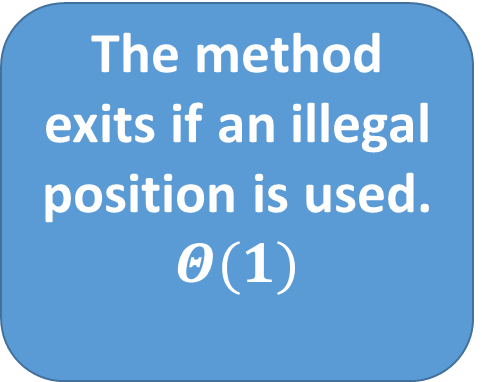 The method
exits if an illegal
position is used.
𝜣(𝟏)